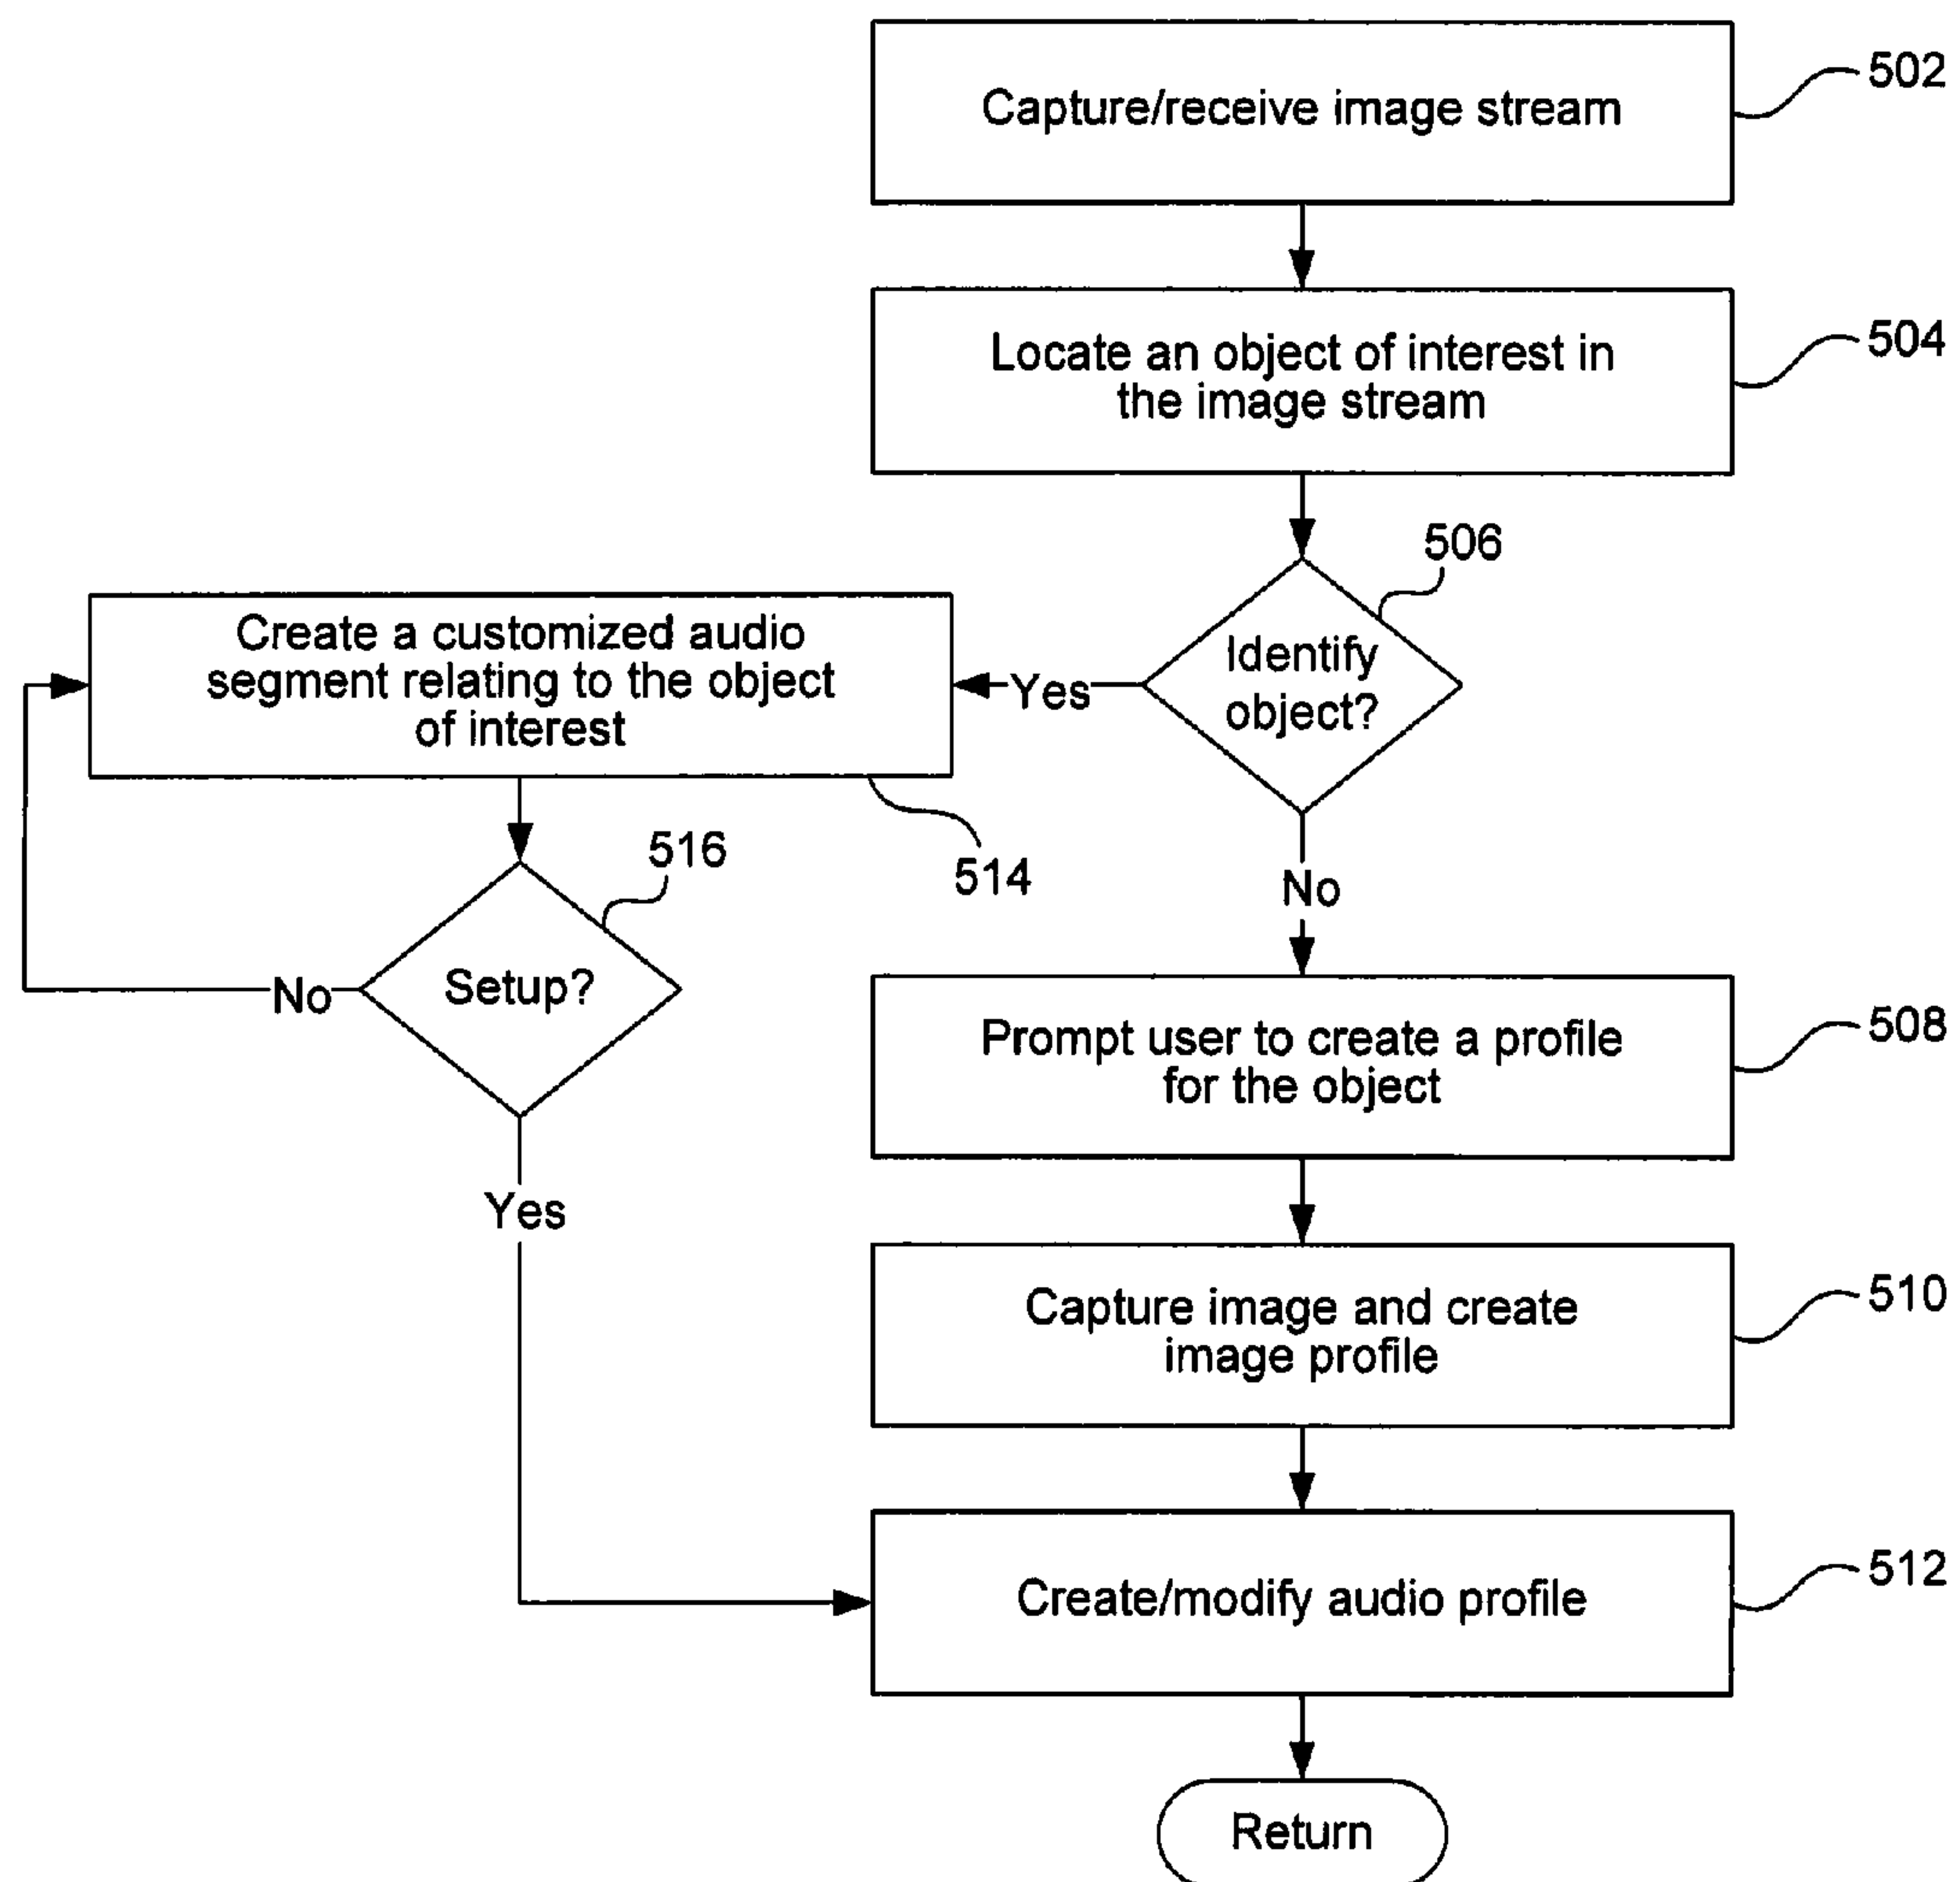 Capture/receive image stream
502
Locate an object of interest in
the image stream
504
506
Identify
object?
Yes
No
Create a customized audio
segment relating to the object
of interest
514
516
Setup?
No
Yes
Prompt user to create a profile
for the object
508
Capture image and create
image profile
510
Create/modify audio profile
512
Return